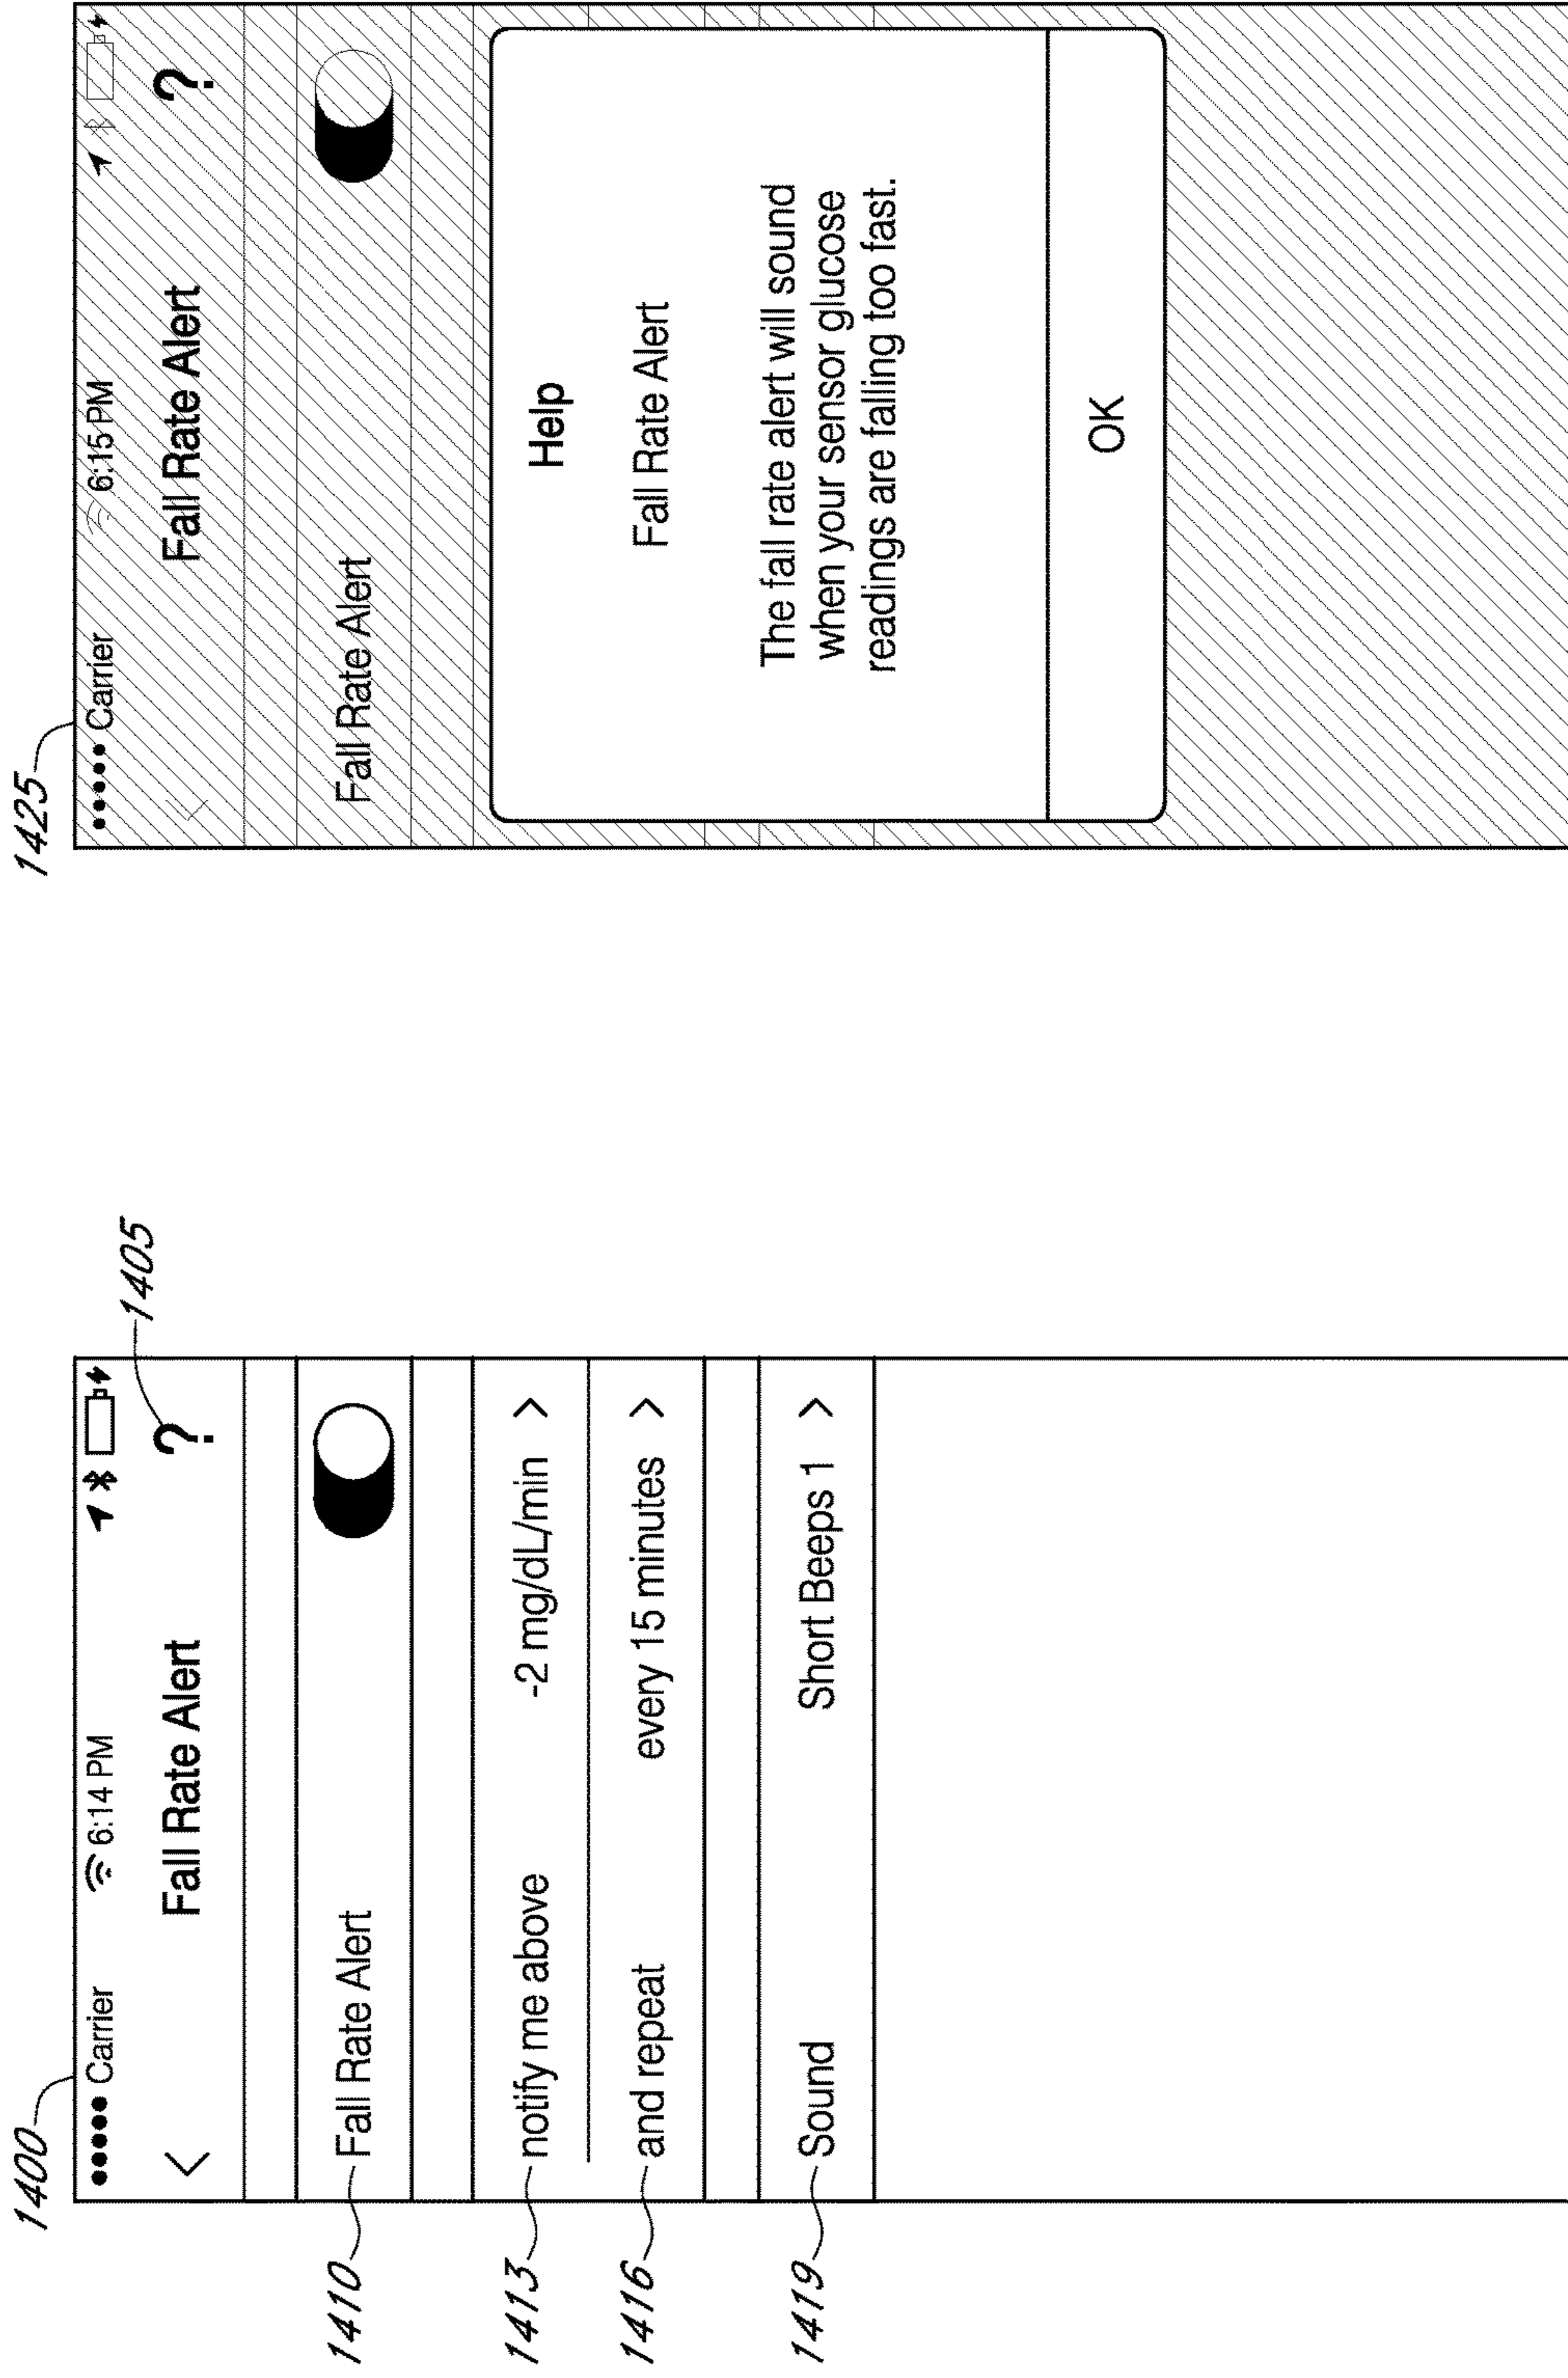 1400
••••• Carrier 6:14 PM
< Fall Rate Alert ?
1405
1410 Fall Rate Alert
1413 notify me above -2 mg/dL/min >
1416 and repeat every 15 minutes >
1419 Sound Short Beeps 1 >
1425
••••• Carrier 6:15 PM
< Fall Rate Alert ?
Fall Rate Alert
Help
Fall Rate Alert
The fall rate alert will sound
when your sensor glucose
readings are falling too fast.
OK